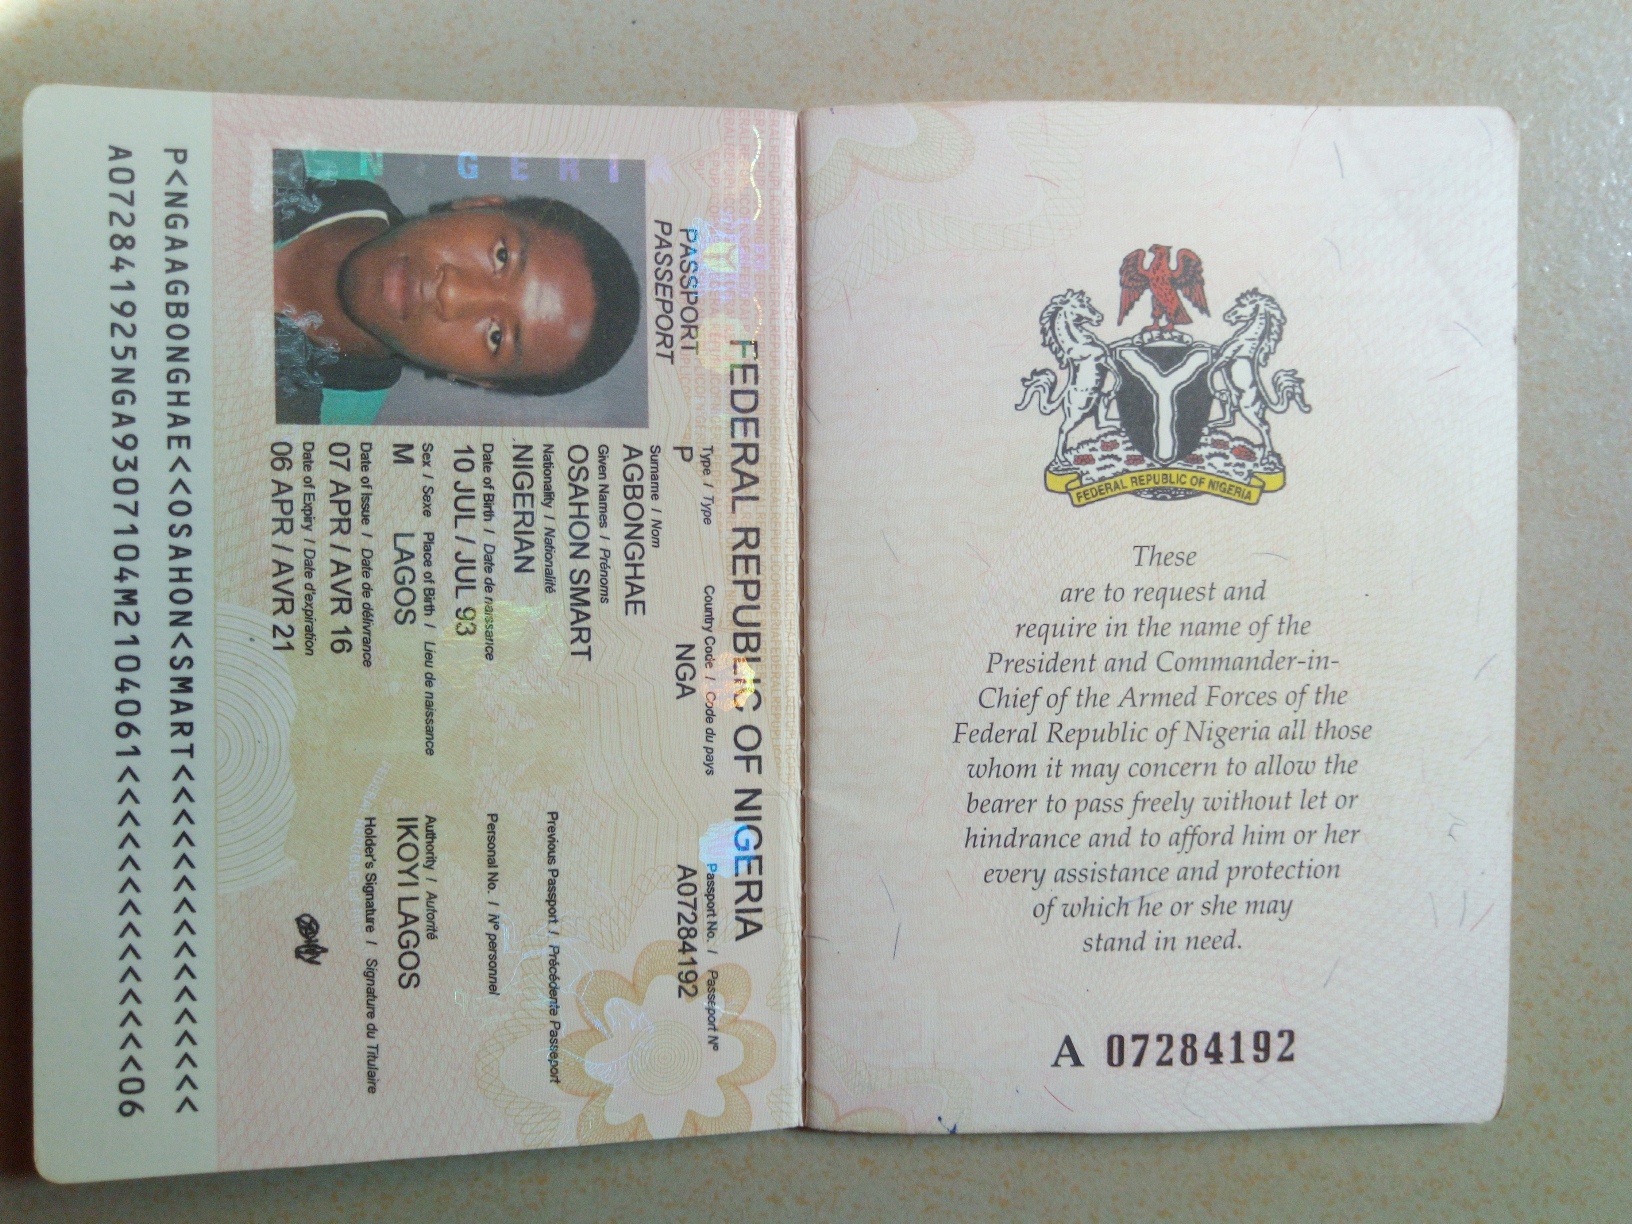 FEDERAL REPUBLIC OF NIGERIA
PASSPORT
PASSEPORT
NIGERIA
Type / Type
Country Code / Code du pays
Passport No. / Passeport Nº
P
NGA
A07284192
Surname / Nom
AGBONGHAE
Given Names / Prénoms
OSAHON SMART
Nationality / Nationalité
Previous Passport / Précédente Passeport
NIGERIAN
Date of Birth / Date de naissance
Personal No. / Nº personnel
10 JUL / JUL 93
Sex / Sexe
Place of Birth / Lieu de naissance
Authority / Autorité
M
LAGOS
IKOYI LAGOS
Date of Issue / Date de délivrance
Holder's Signature / Signature du Titulaire
07 APR / AVR 16
Date of Expiry / Date d'expiration
06 APR / AVR 21
P<NGAAGBONGHAE<<OSAHON<SMART<<<<<<<<<<<<<<<<
A072841925NGA9307104M2104061<<<<<<<<<<<<<<06
FEDERAL REPUBLIC OF NIGERIA
These
are to request and
require in the name of the
President and Commander-in-
Chief of the Armed Forces of the
Federal Republic of Nigeria all those
whom it may concern to allow the
bearer to pass freely without let or
hindrance and to afford him or her
every assistance and protection
of which he or she may
stand in need.
A 07284192